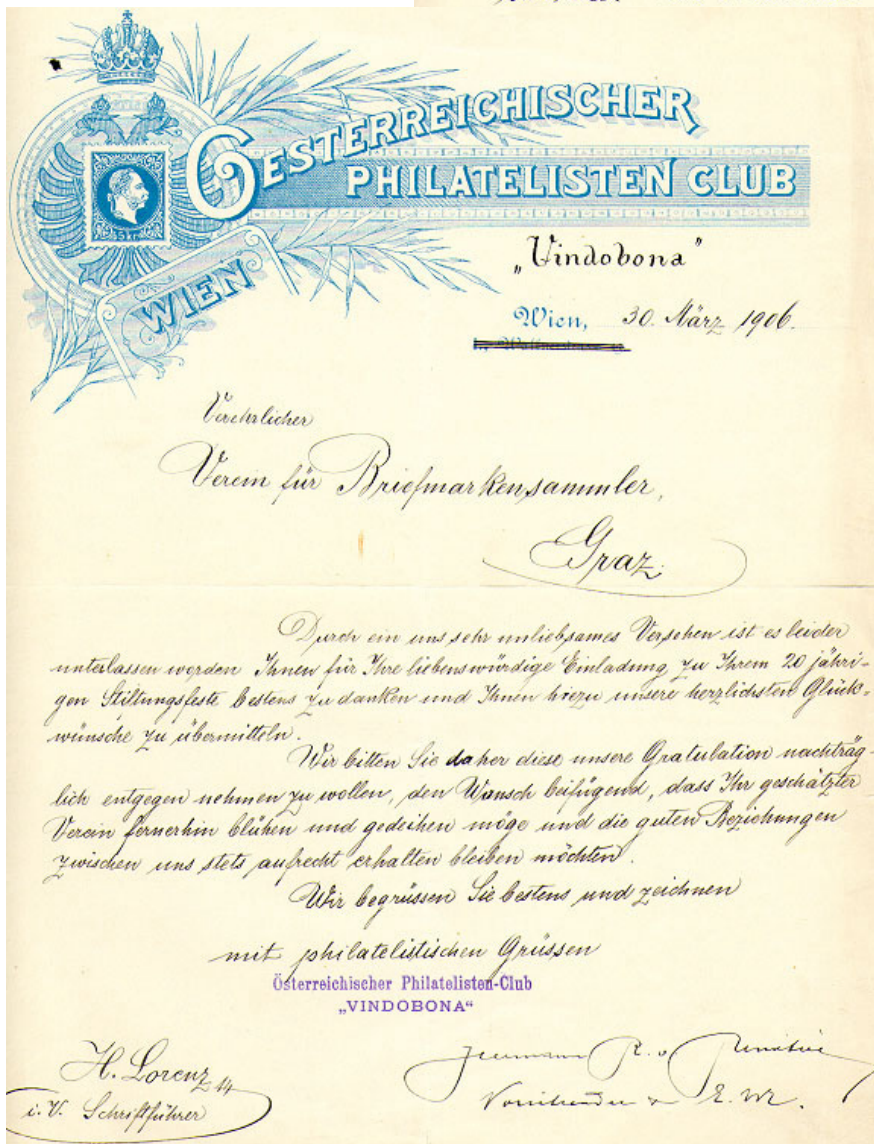 OESTERREICHISCHER
PHILATELISTEN CLUB
WIEN
„Vindobona"
Wien, 30. März 1906.
Verehrlicher
Verein für Briefmarkensammler,
Graz.
Durch ein uns sehr unliebsames Versehen ist es leider
unterlassen worden Ihnen für Ihre liebenswürdige Einladung zu Ihrem 20 jähri-
gen Stiftungsfeste bestens zu danken und Ihnen hiezu unsere herzlichsten Glück-
wünsche zu übermitteln.
Wir bitten Sie daher diese unsere Gratulation nachträg-
lich entgegen nehmen zu wollen, den Wunsch beifügend, dass Ihr geschätzter
Verein fernerhin blühen und gedeihen möge und die guten Beziehungen
zwischen uns stets aufrecht erhalten bleiben möchten.
Wir begrüssen Sie bestens und zeichnen
mit philatelistischen Grüssen
Österreichischer Philatelisten-Club
„VINDOBONA“
H. Lorenz
i. V. Schriftführer